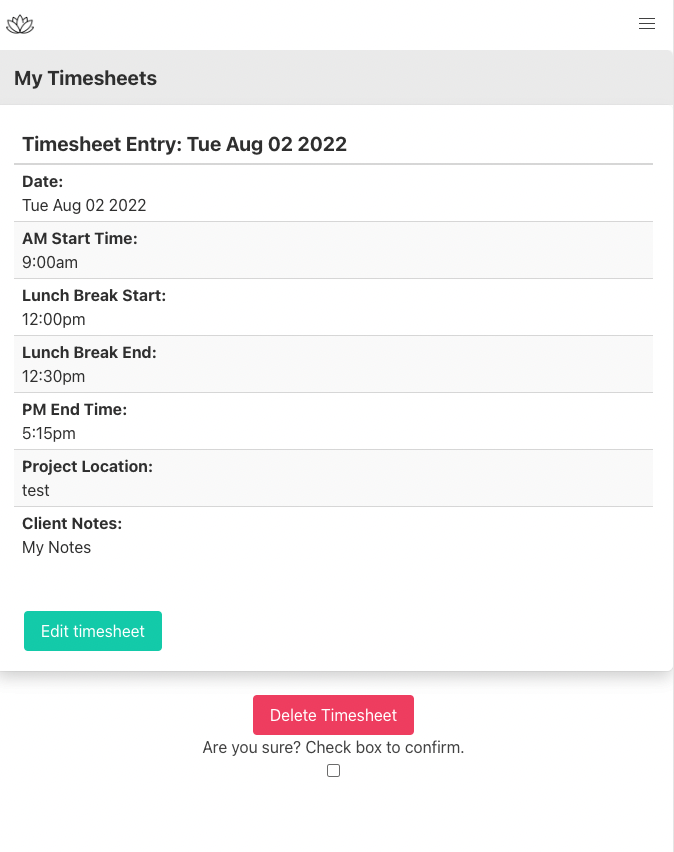 My Timesheets
Timesheet Entry: Tue Aug 02 2022
Date:
Tue Aug 02 2022
AM Start Time:
9:00am
Lunch Break Start:
12:00pm
Lunch Break End:
12:30pm
PM End Time:
5:15pm
Project Location:
test
Client Notes:
My Notes
Edit timesheet
Delete Timesheet
Are you sure? Check box to confirm.